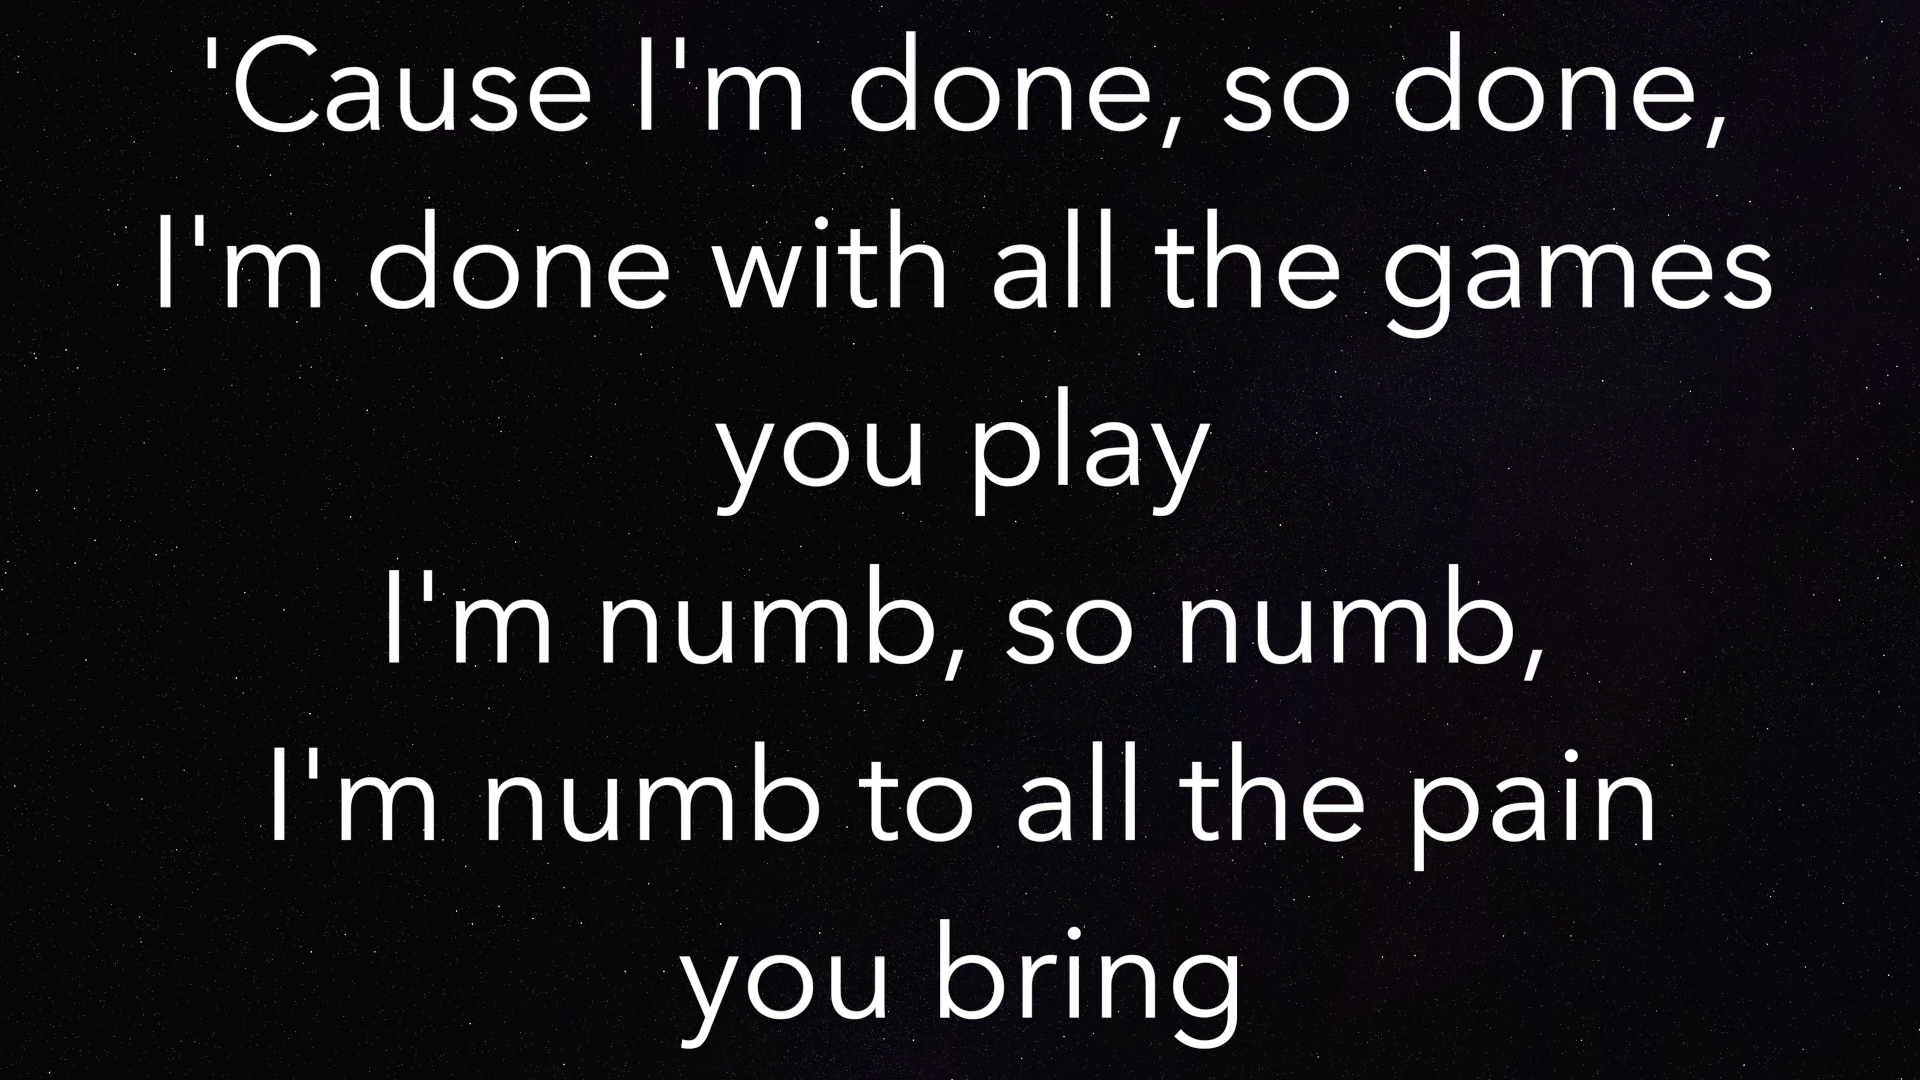 'Cause I'm done, so done,
I'm done with all the games
you play
I'm numb, so numb,
I'm numb to all the pain
you bring